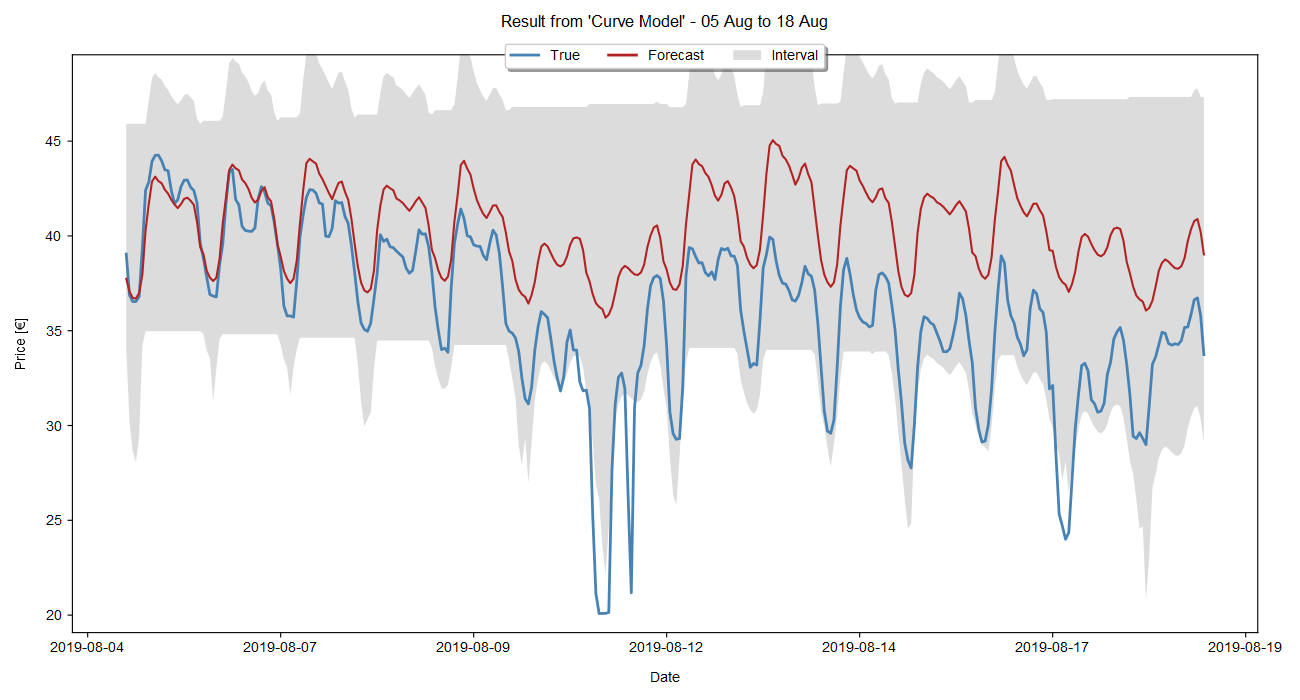 Result from 'Curve Model' - 05 Aug to 18 Aug
True Forecast Interval
45
40
35
30
25
20
Price [€]
2019-08-04 2019-08-07 2019-08-09 2019-08-12 2019-08-14 2019-08-17 2019-08-19
Date